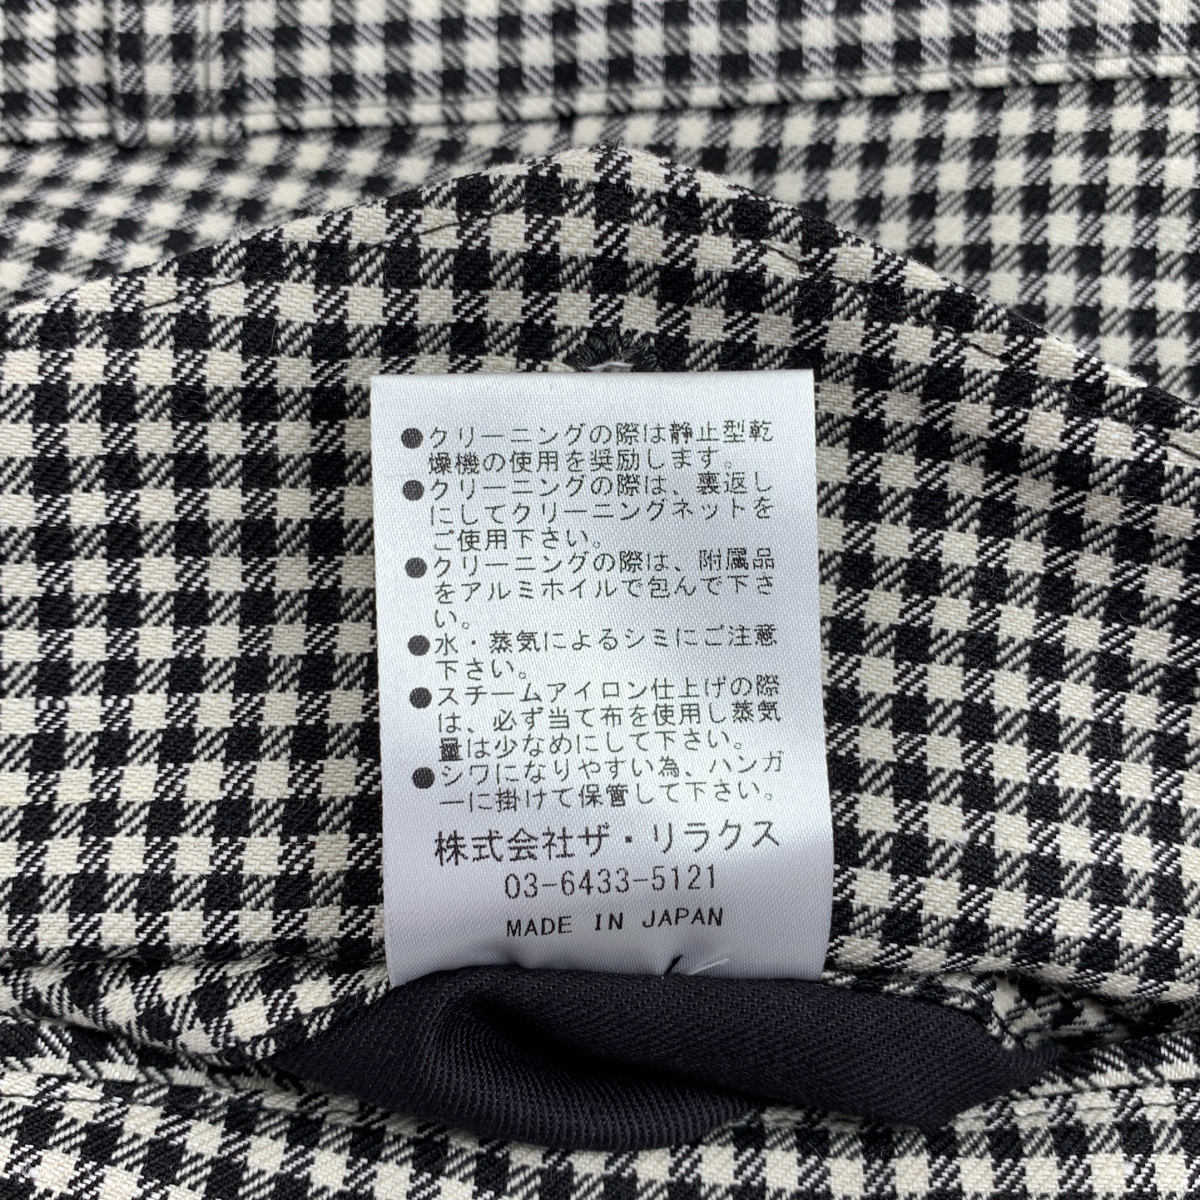 ●クリーニングの際は静止型乾
燥機の使用を奨励します。
●クリーニングの際は、裏返し
にしてクリーニングネットを
ご使用下さい。
●クリーニングの際は、附属品
をアルミホイルで包んで下さ
い。
●水・蒸気によるシミにご注意
下さい。
●スチームアイロン仕上げの際
は、必ず当て布を使用し蒸気
量は少なめにして下さい。
●シワになりやすい為、ハンガ
ーに掛けて保管して下さい。
株式会社ザ・リラクス
03-6433-5121
MADE IN JAPAN